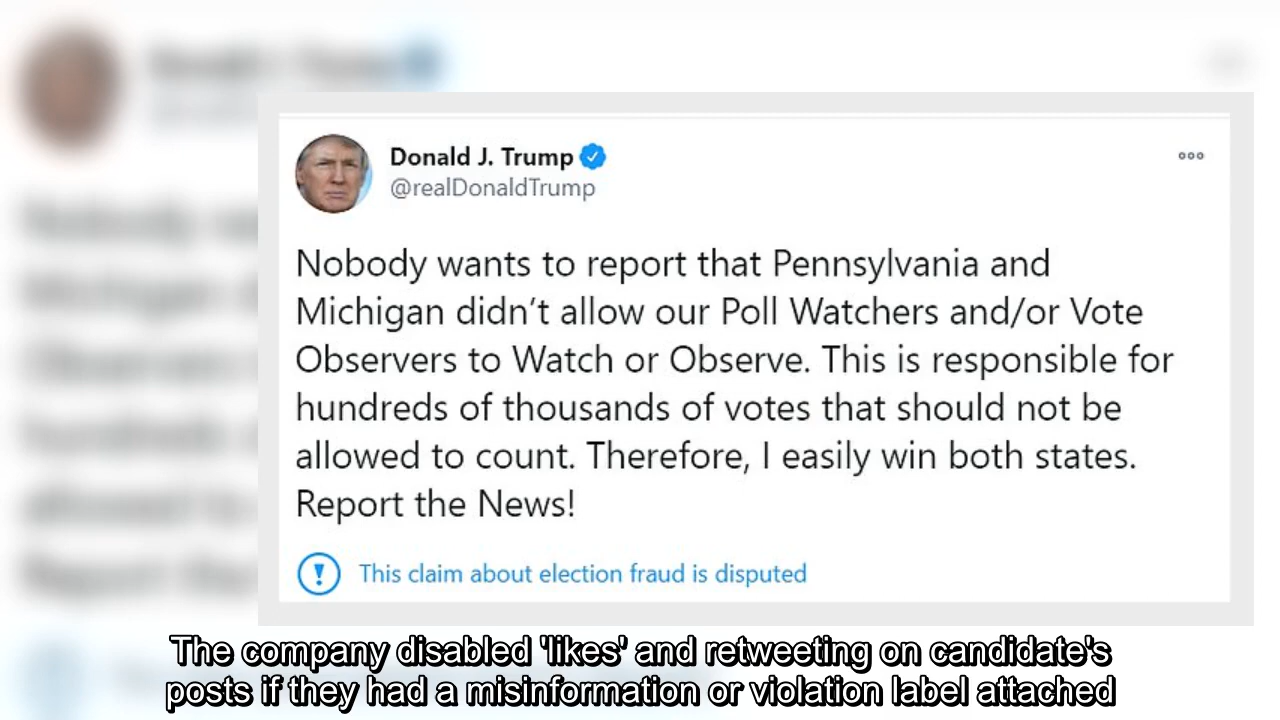 Donald J. Trump
@realDonaldTrump
Nobody wants to report that Pennsylvania and
Michigan didn't allow our Poll Watchers and/or Vote
Observers to Watch or Observe. This is responsible for
hundreds of thousands of votes that should not be
allowed to count. Therefore, I easily win both states.
Report the News!
This claim about election fraud is disputed
The company disabled 'likes' and retweeting on candidate's
posts if they had a misinformation or violation label attached